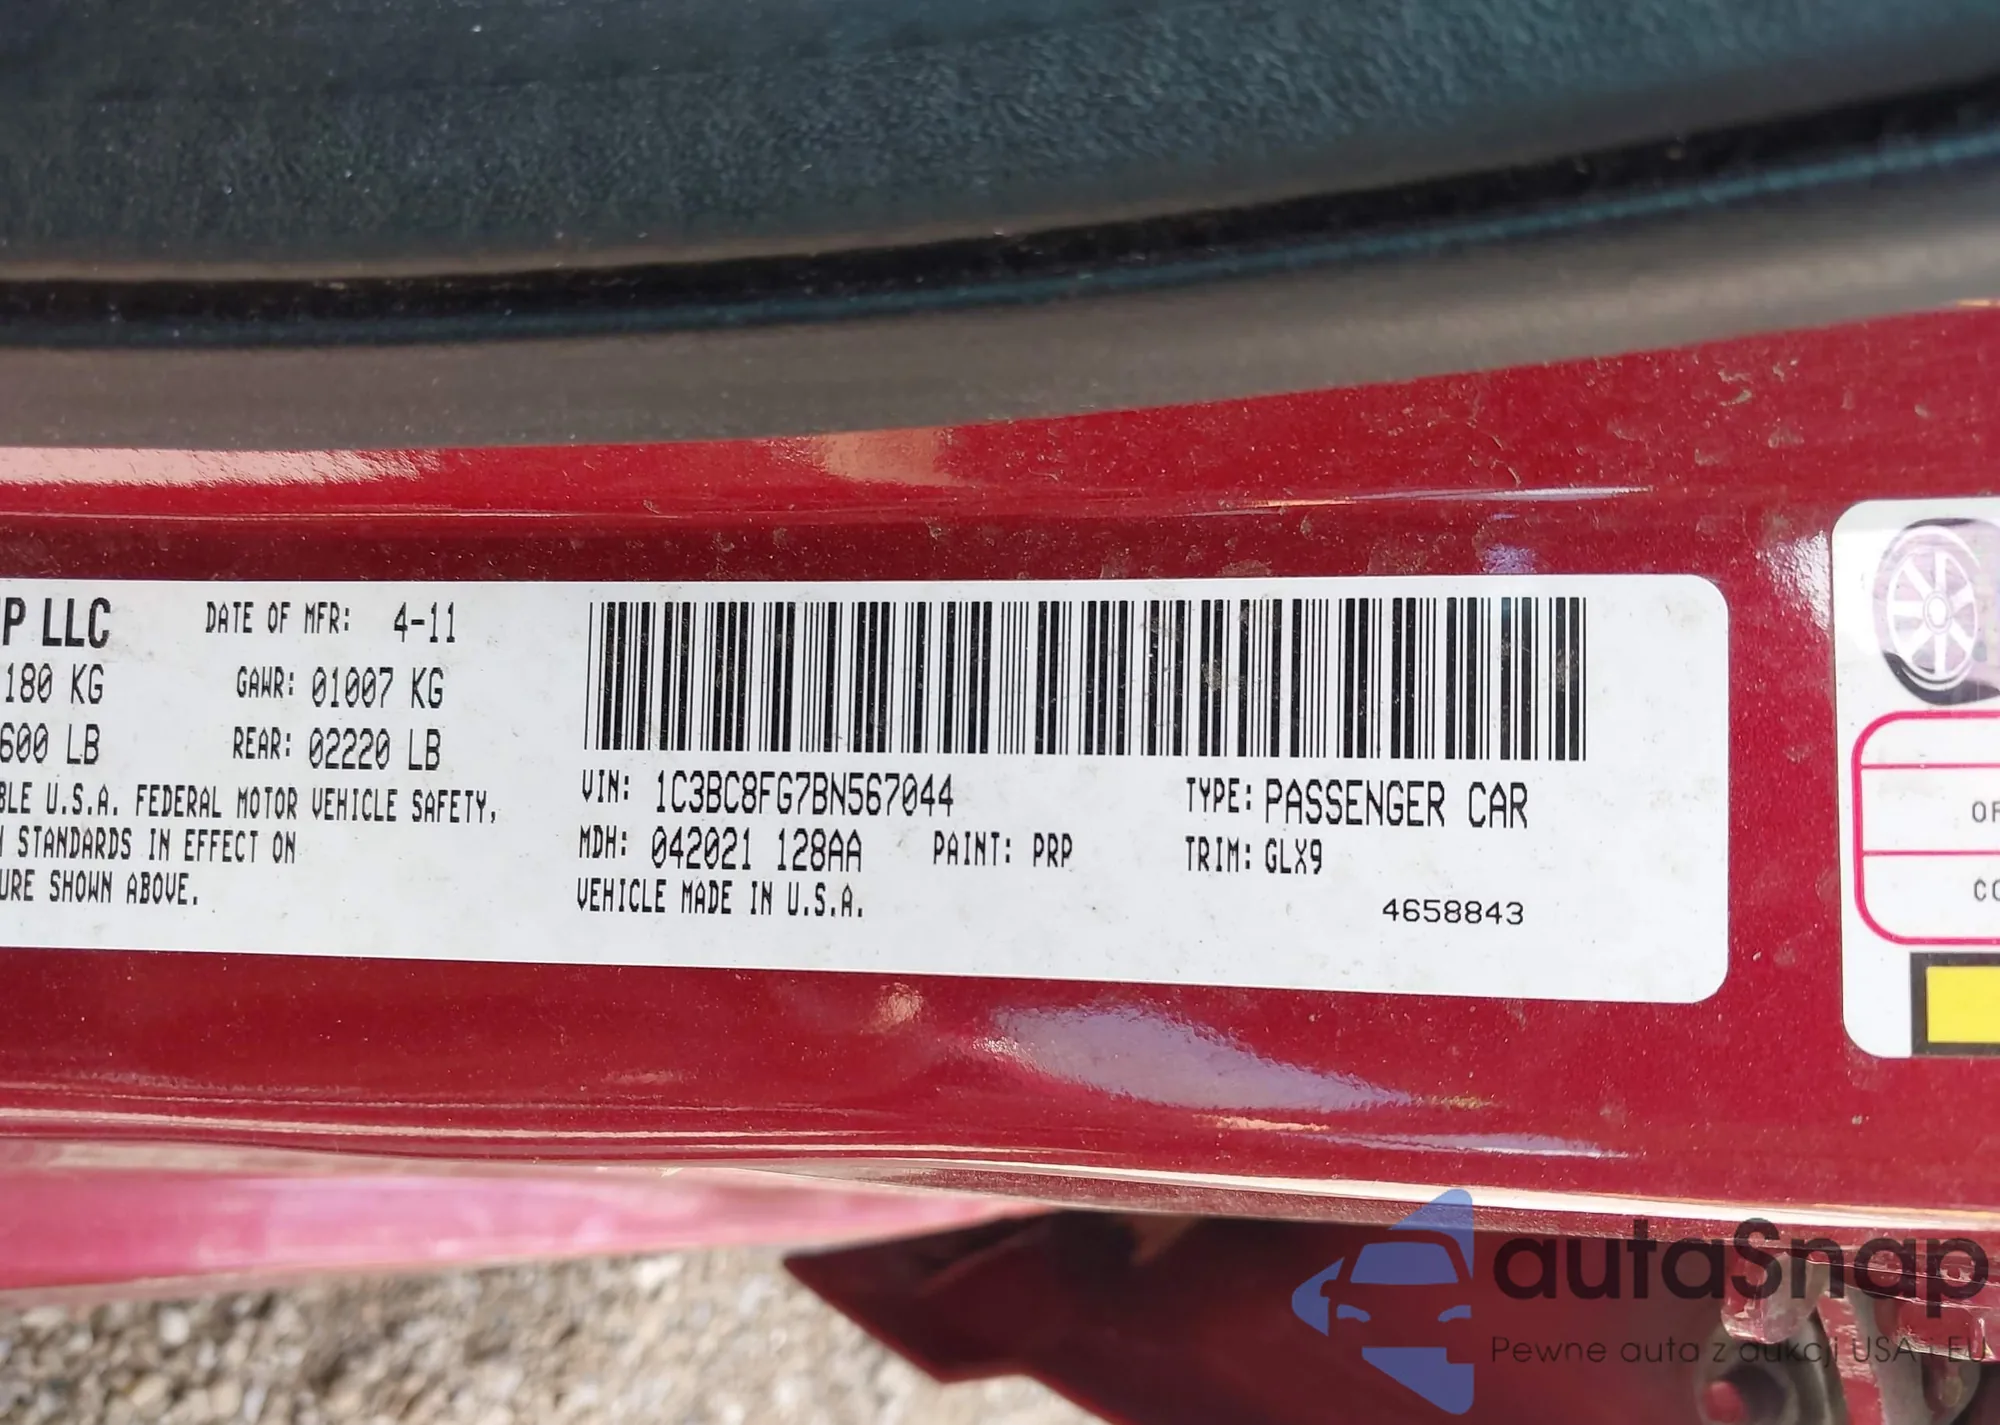 P LLC DATE OF MFR: 4-11
180 KG GAWR: 01007 KG
600 LB REAR: 02220 LB
BLE U.S.A. FEDERAL MOTOR VEHICLE SAFETY,
STANDARDS IN EFFECT ON
URE SHOWN ABOVE.
VIN: 1C3BC8FG7BN567044 TYPE: PASSENGER CAR
MDH: 042021 128AA PAINT: PRP TRIM: GLX9
VEHICLE MADE IN U.S.A.
4658843
OF
CO
autaSnap
Pewne auta z aukcji USA i EU